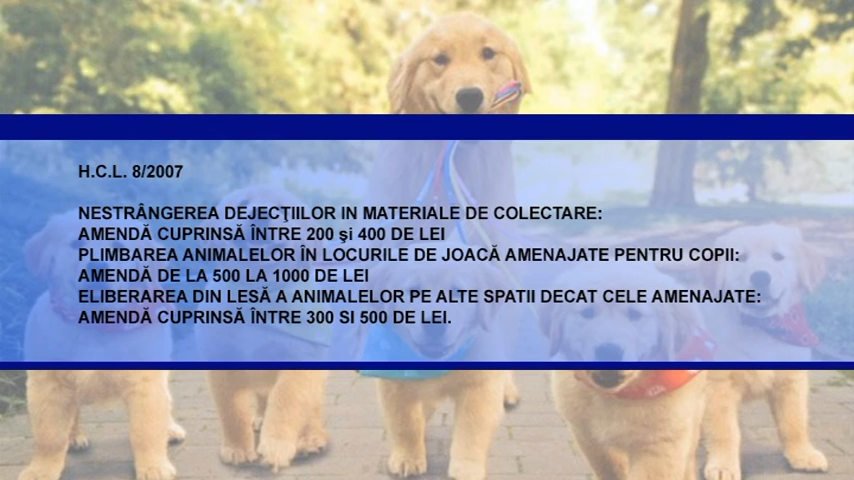 H.C.L. 8/2007
NESTRÂNGEREA DEJECŢIILOR IN MATERIALE DE COLECTARE:
AMENDĂ CUPRINSĂ ÎNTRE 200 şi 400 DE LEI
PLIMBAREA ANIMALELOR ÎN LOCURILE DE JOACĂ AMENAJATE PENTRU COPII:
AMENDĂ DE LA 500 LA 1000 DE LEI
ELIBERAREA DIN LESĂ A ANIMALELOR PE ALTE SPATII DECAT CELE AMENAJATE:
AMENDĂ CUPRINSĂ ÎNTRE 300 SI 500 DE LEI.